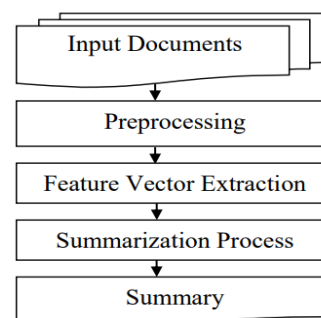 Input Documents
Preprocessing
Feature Vector Extraction
Summarization Process
Summary